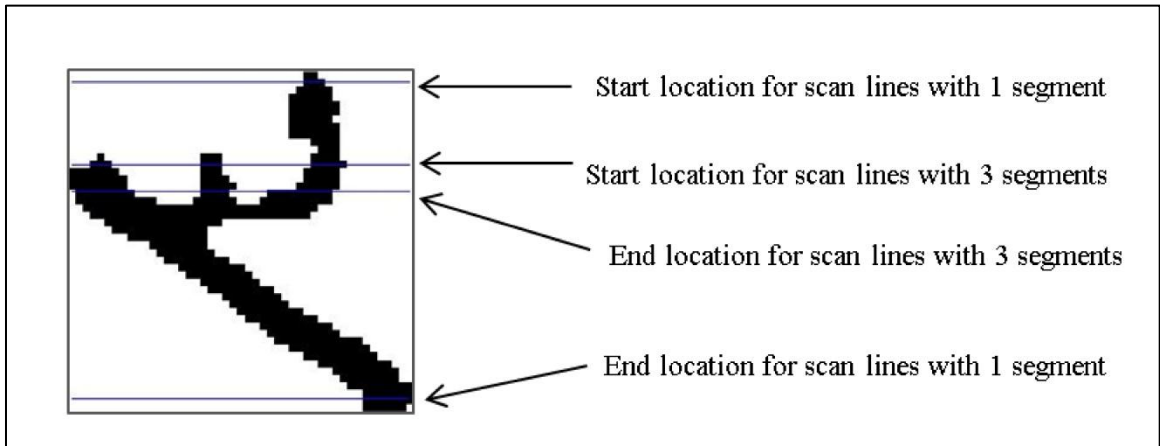 Start location for scan lines with 1 segment
Start location for scan lines with 3 segments
End location for scan lines with 3 segments
End location for scan lines with 1 segment